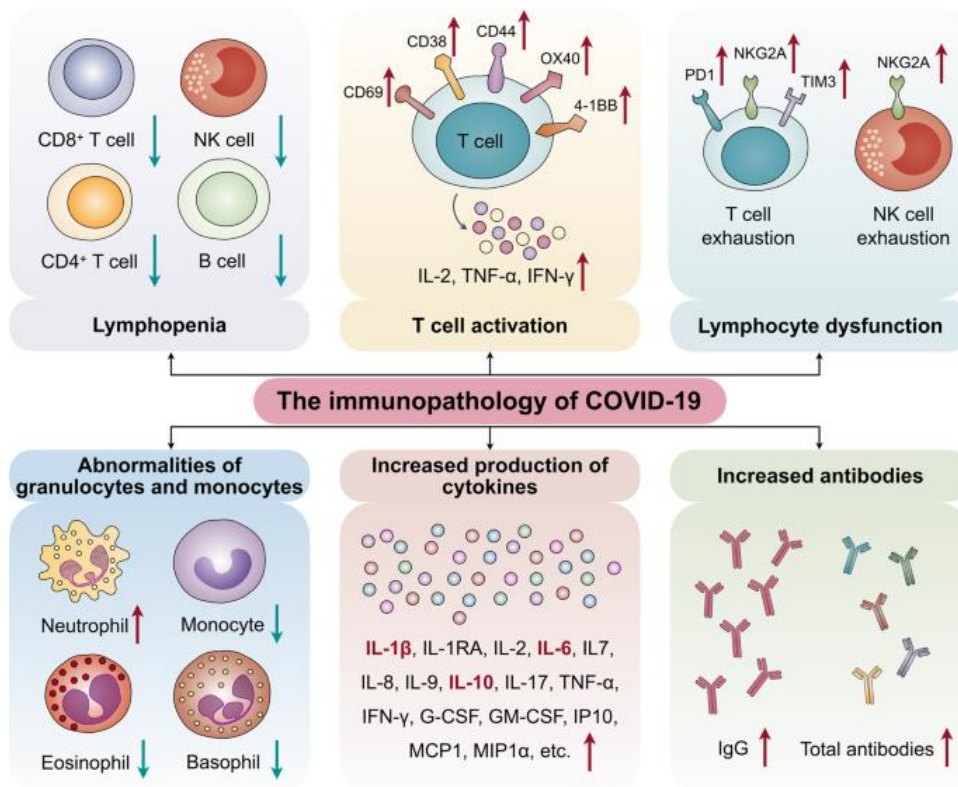 CD8+ T cell
NK cell
CD4+ T cell
B cell
Lymphopenia
CD69
CD38
CD44
OX40
4-1BB
T cell
IL-2, TNF-α, IFN-γ
T cell activation
PD1
NKG2A
TIM3
NKG2A
T cell
exhaustion
NK cell
exhaustion
Lymphocyte dysfunction
The immunopathology of COVID-19
Abnormalities of
granulocytes and monocytes
Neutrophil
Monocyte
Eosinophil
Basophil
Increased production of
cytokines
IL-1β, IL-1RA, IL-2, IL-6, IL7,
IL-8, IL-9, IL-10, IL-17, TNF-α,
IFN-γ, G-CSF, GM-CSF, IP10,
MCP1, MIP1α, etc.
Increased antibodies
IgG
Total antibodies